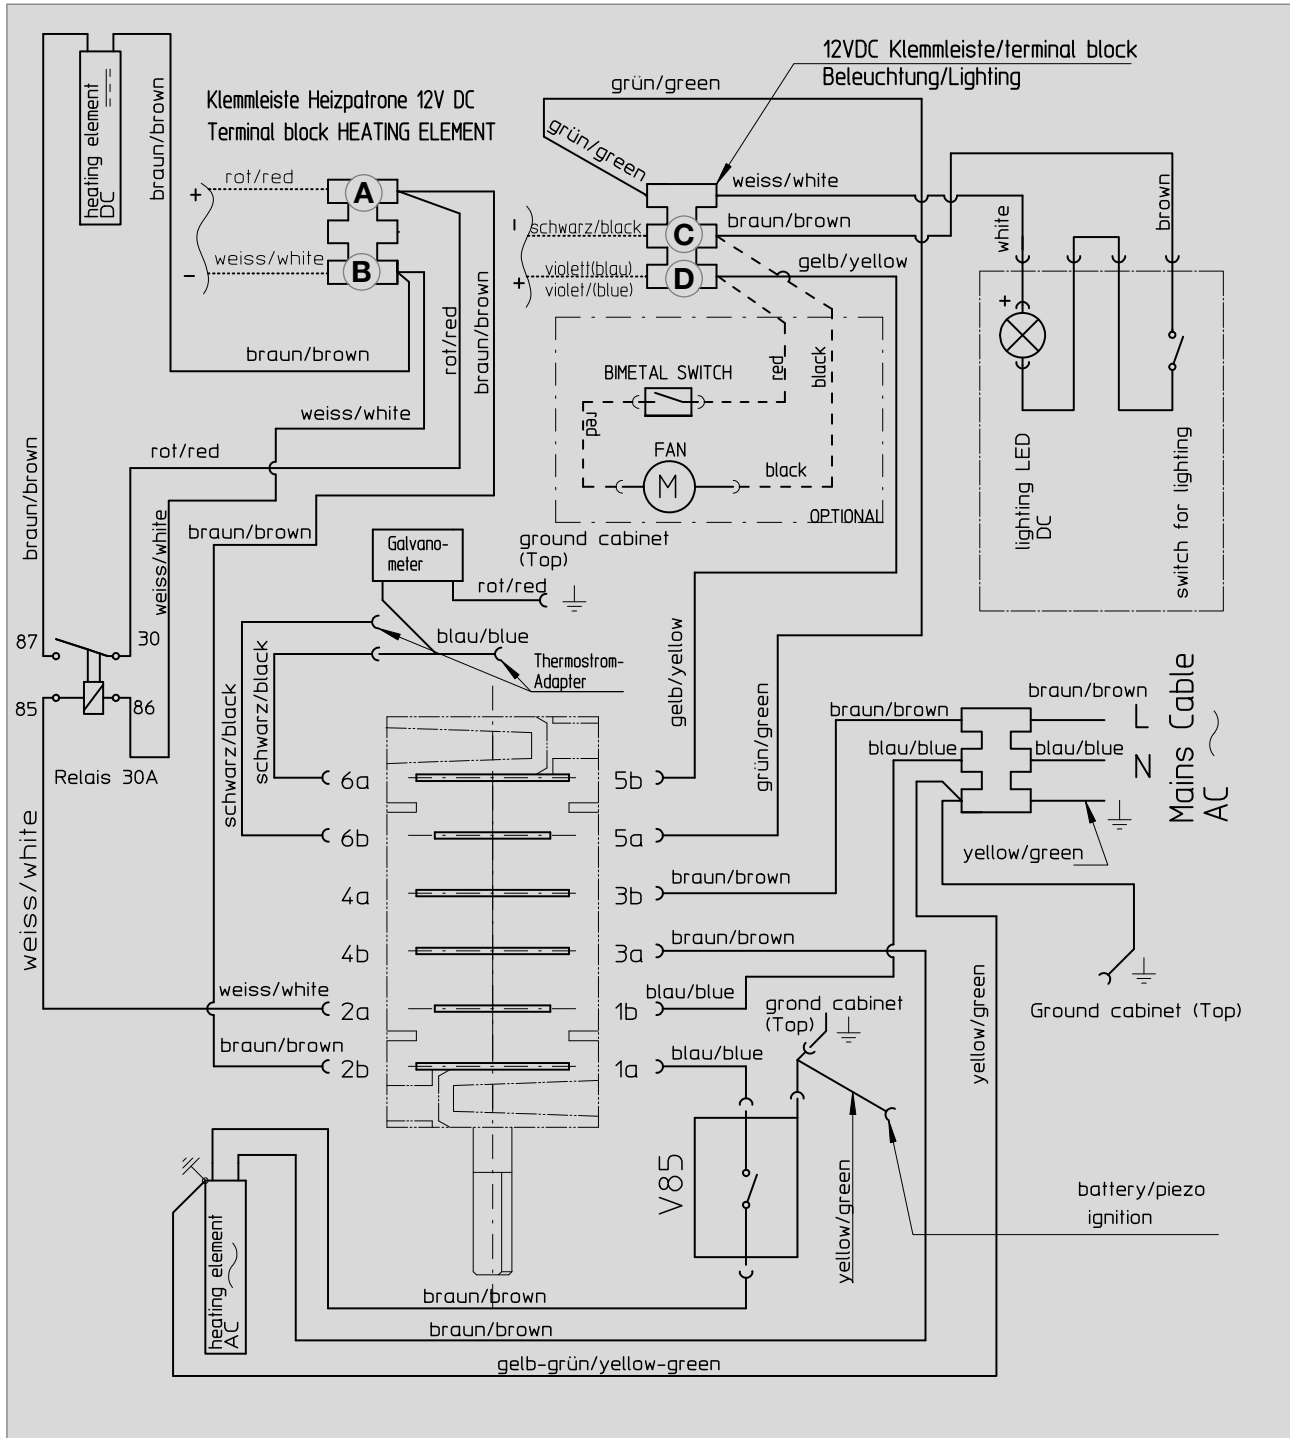 12VDC Klemmleiste/terminal block
Beleuchtung/Lighting
grün/green
heating element
DC
braun/brown
Klemmleiste Heizpatrone 12V DC
Terminal block HEATING ELEMENT
grün/green
rot/red
+
A
weiss/white
B
−
weiss/white
braun/brown
- schwarz/black
C
violett(blau)
violet/(blue)
+
D
gelb/yellow
white
brown
+
rot/red
braun/brown
braun/brown
BIMETAL SWITCH
red
black
red
FAN
M
black
OPTIONAL
lighting LED
DC
switch for lighting
weiss/white
rot/red
braun/brown
weiss/white
braun/brown
Galvano-
meter
ground cabinet
(Top)
rot/red
blau/blue
Thermostrom-
Adapter
87
30
85
86
Relais 30A
schwarz/black
schwarz/black
gelb/yellow
grün/green
braun/brown
braun/brown
L
blau/blue
blau/blue
N
Mains Cable
AC
yellow/green
weiss/white
6a
5b
6b
5a
4a
3b
braun/brown
4b
3a
braun/brown
weiss/white
2a
1b
blau/blue
braun/brown
2b
1a
blau/blue
grond cabinet
(Top)
yellow/green
Ground cabinet (Top)
V85
yellow/green
battery/piezo
ignition
heating element
AC
braun/brown
braun/brown
gelb-grün/yellow-green